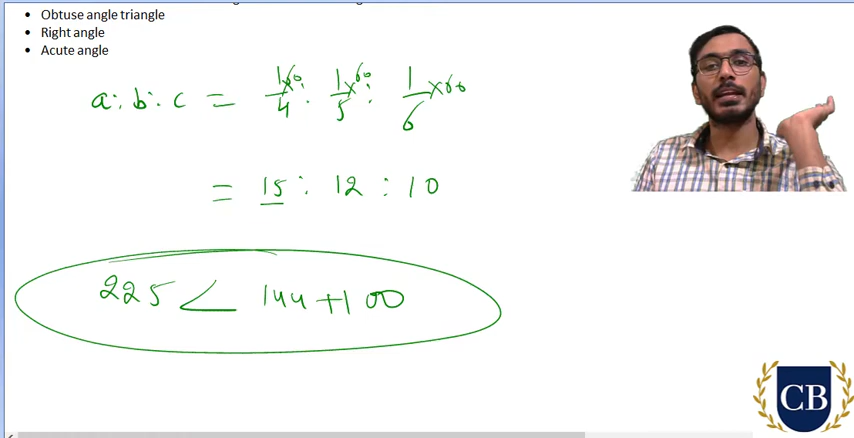 • Obtuse angle triangle
• Right angle
• Acute angle
a : b : c = 1/4 × 60 : 1/5 × 60 : 1/6 × 60
= 15 : 12 : 10
225 < 144 + 100
CB